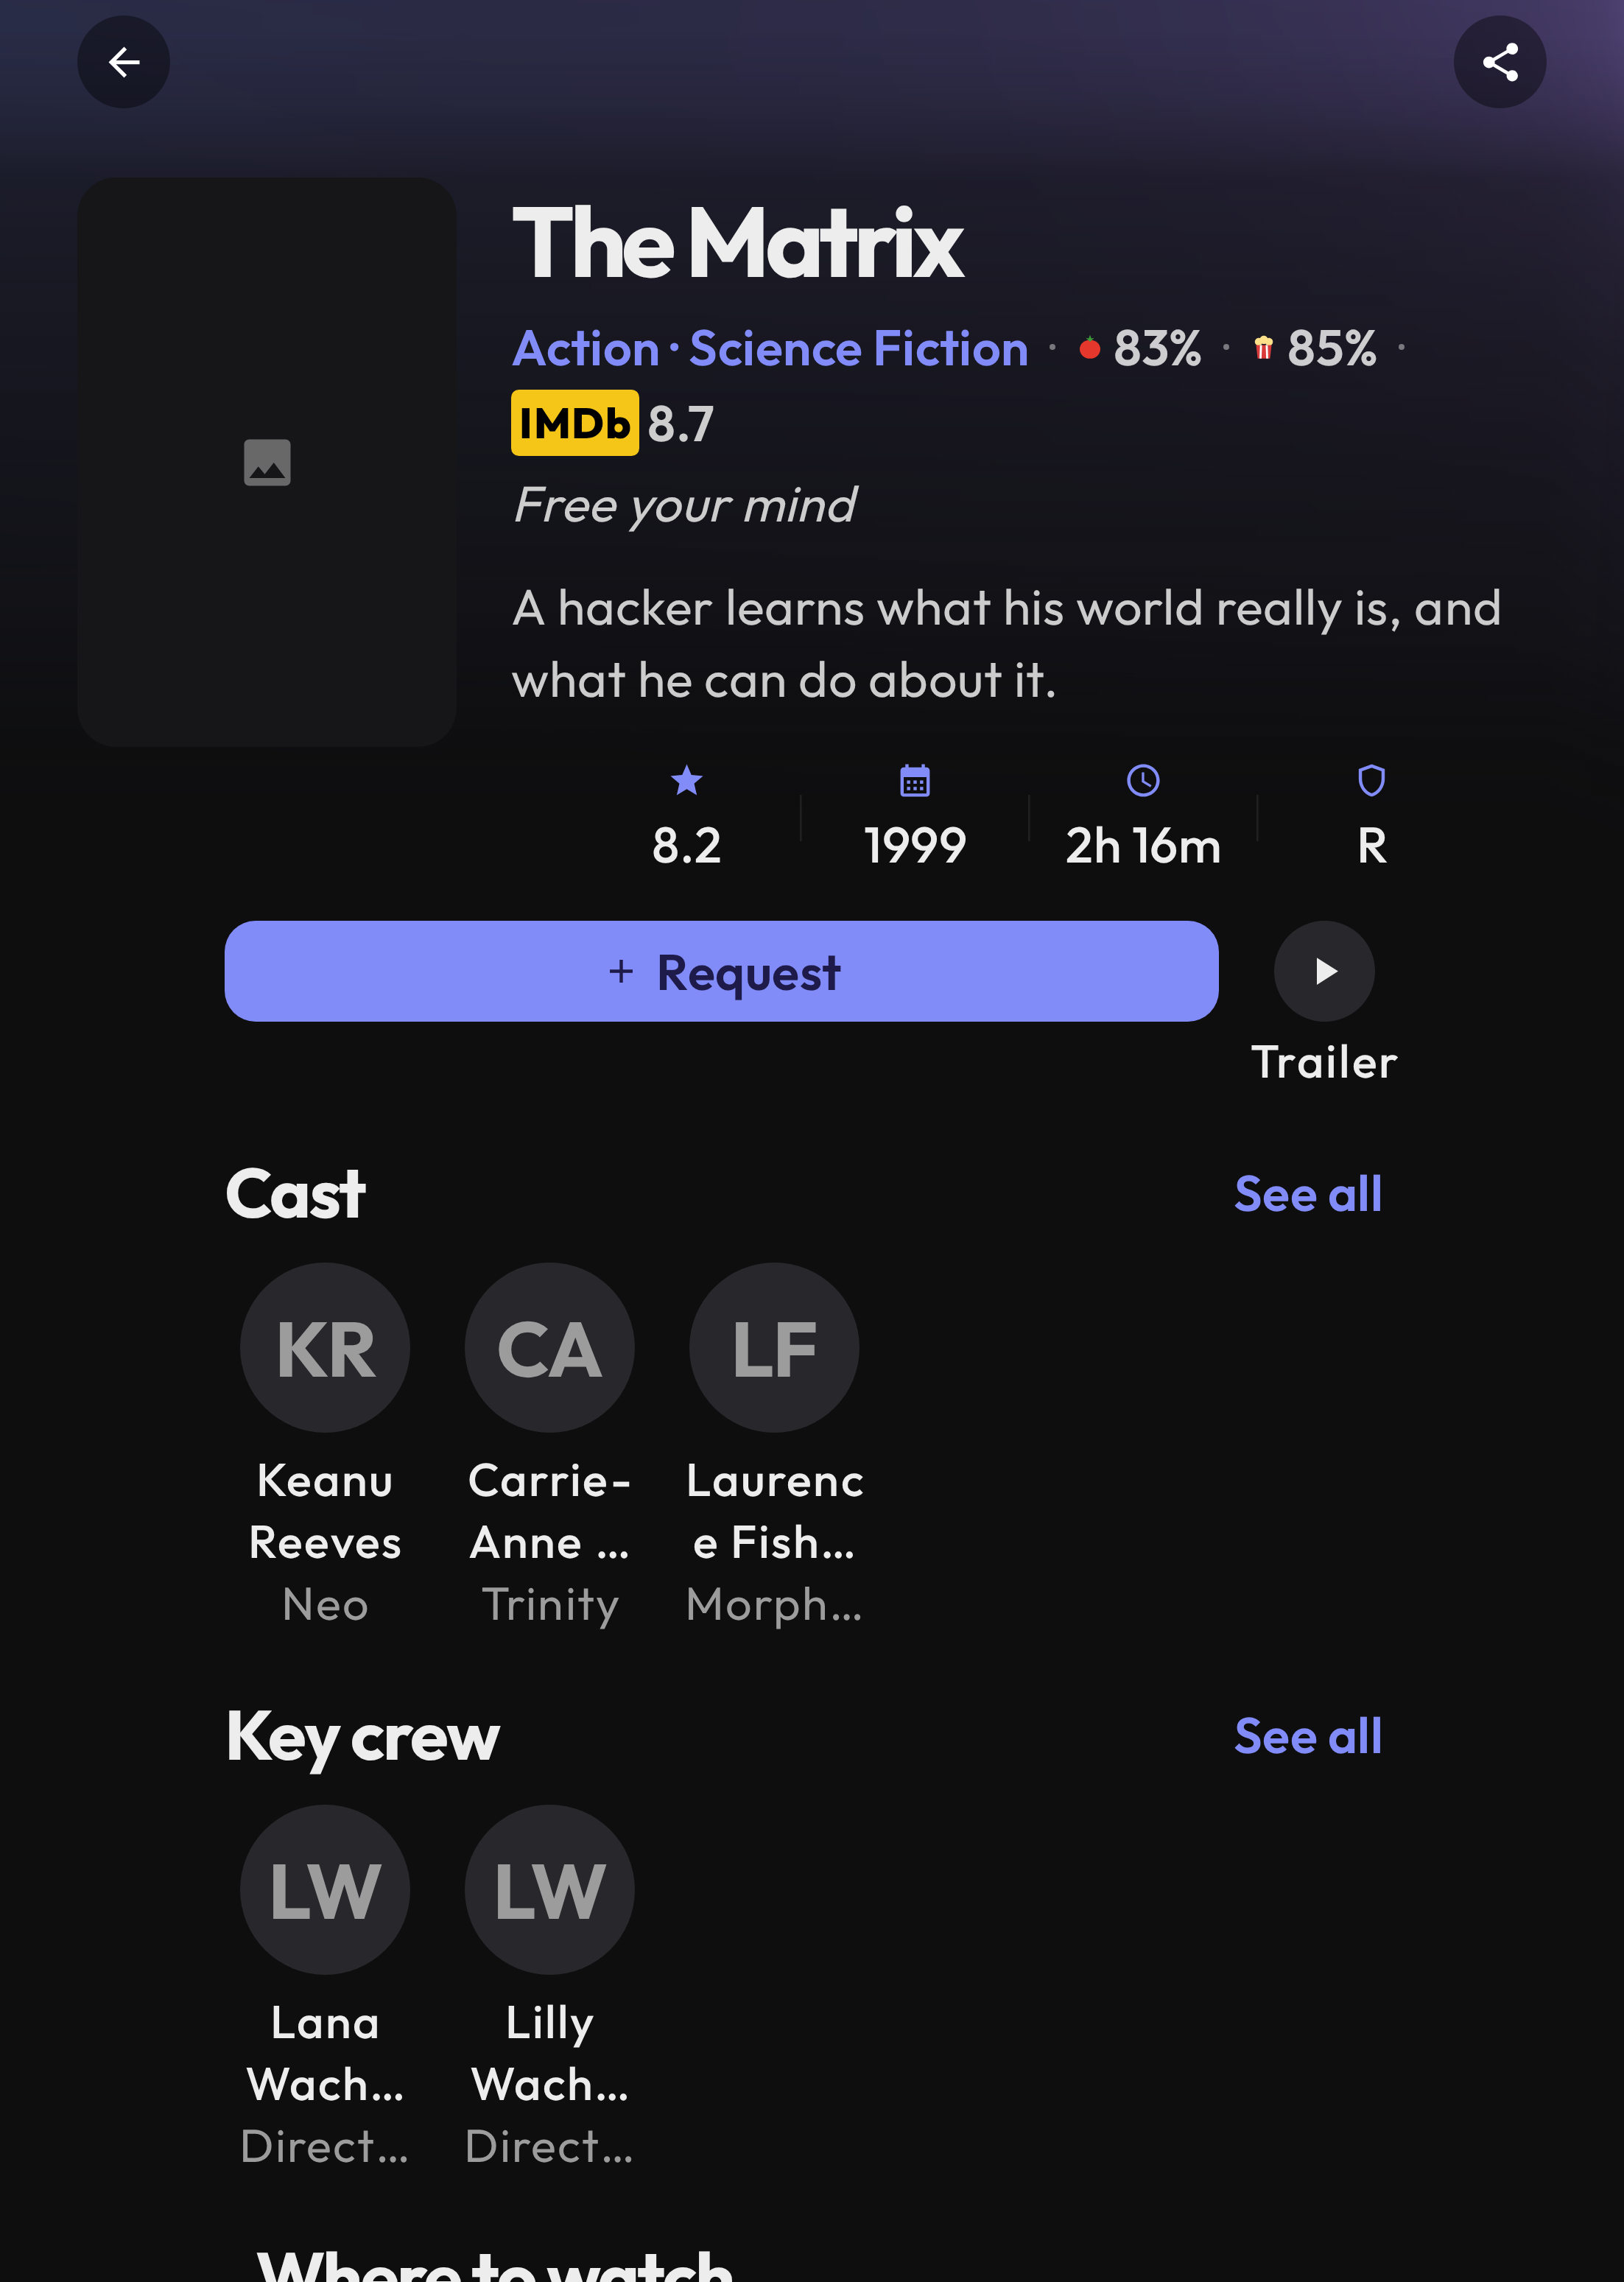 The Matrix
Action · Science Fiction · 83% · 85% ·
IMDb 8.7
Free your mind
A hacker learns what his world really is, and
what he can do about it.
8.2 1999 2h 16m R
+ Request
Trailer
Cast See all
KR CA LF
Keanu Carrie- Laurenc
Reeves Anne ... e Fish...
Neo Trinity Morph...
Key crew See all
LW LW
Lana Lilly
Wach... Wach...
Direct... Direct...
Where to watch